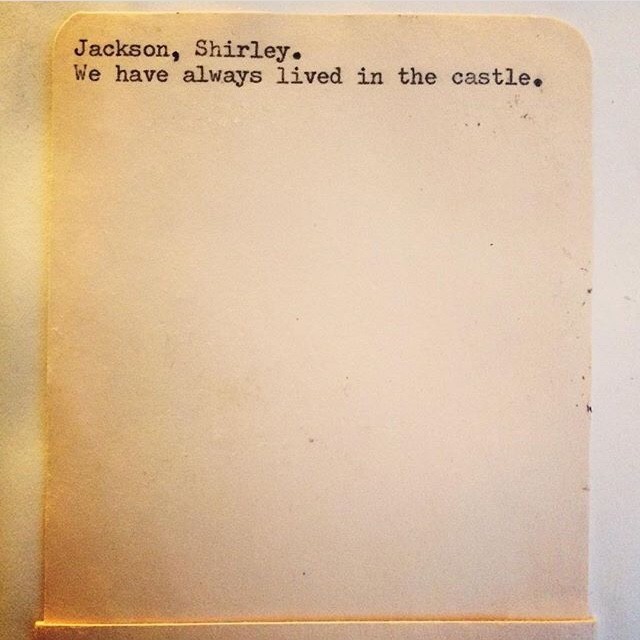 Jackson, Shirley.
We have always lived in the castle.